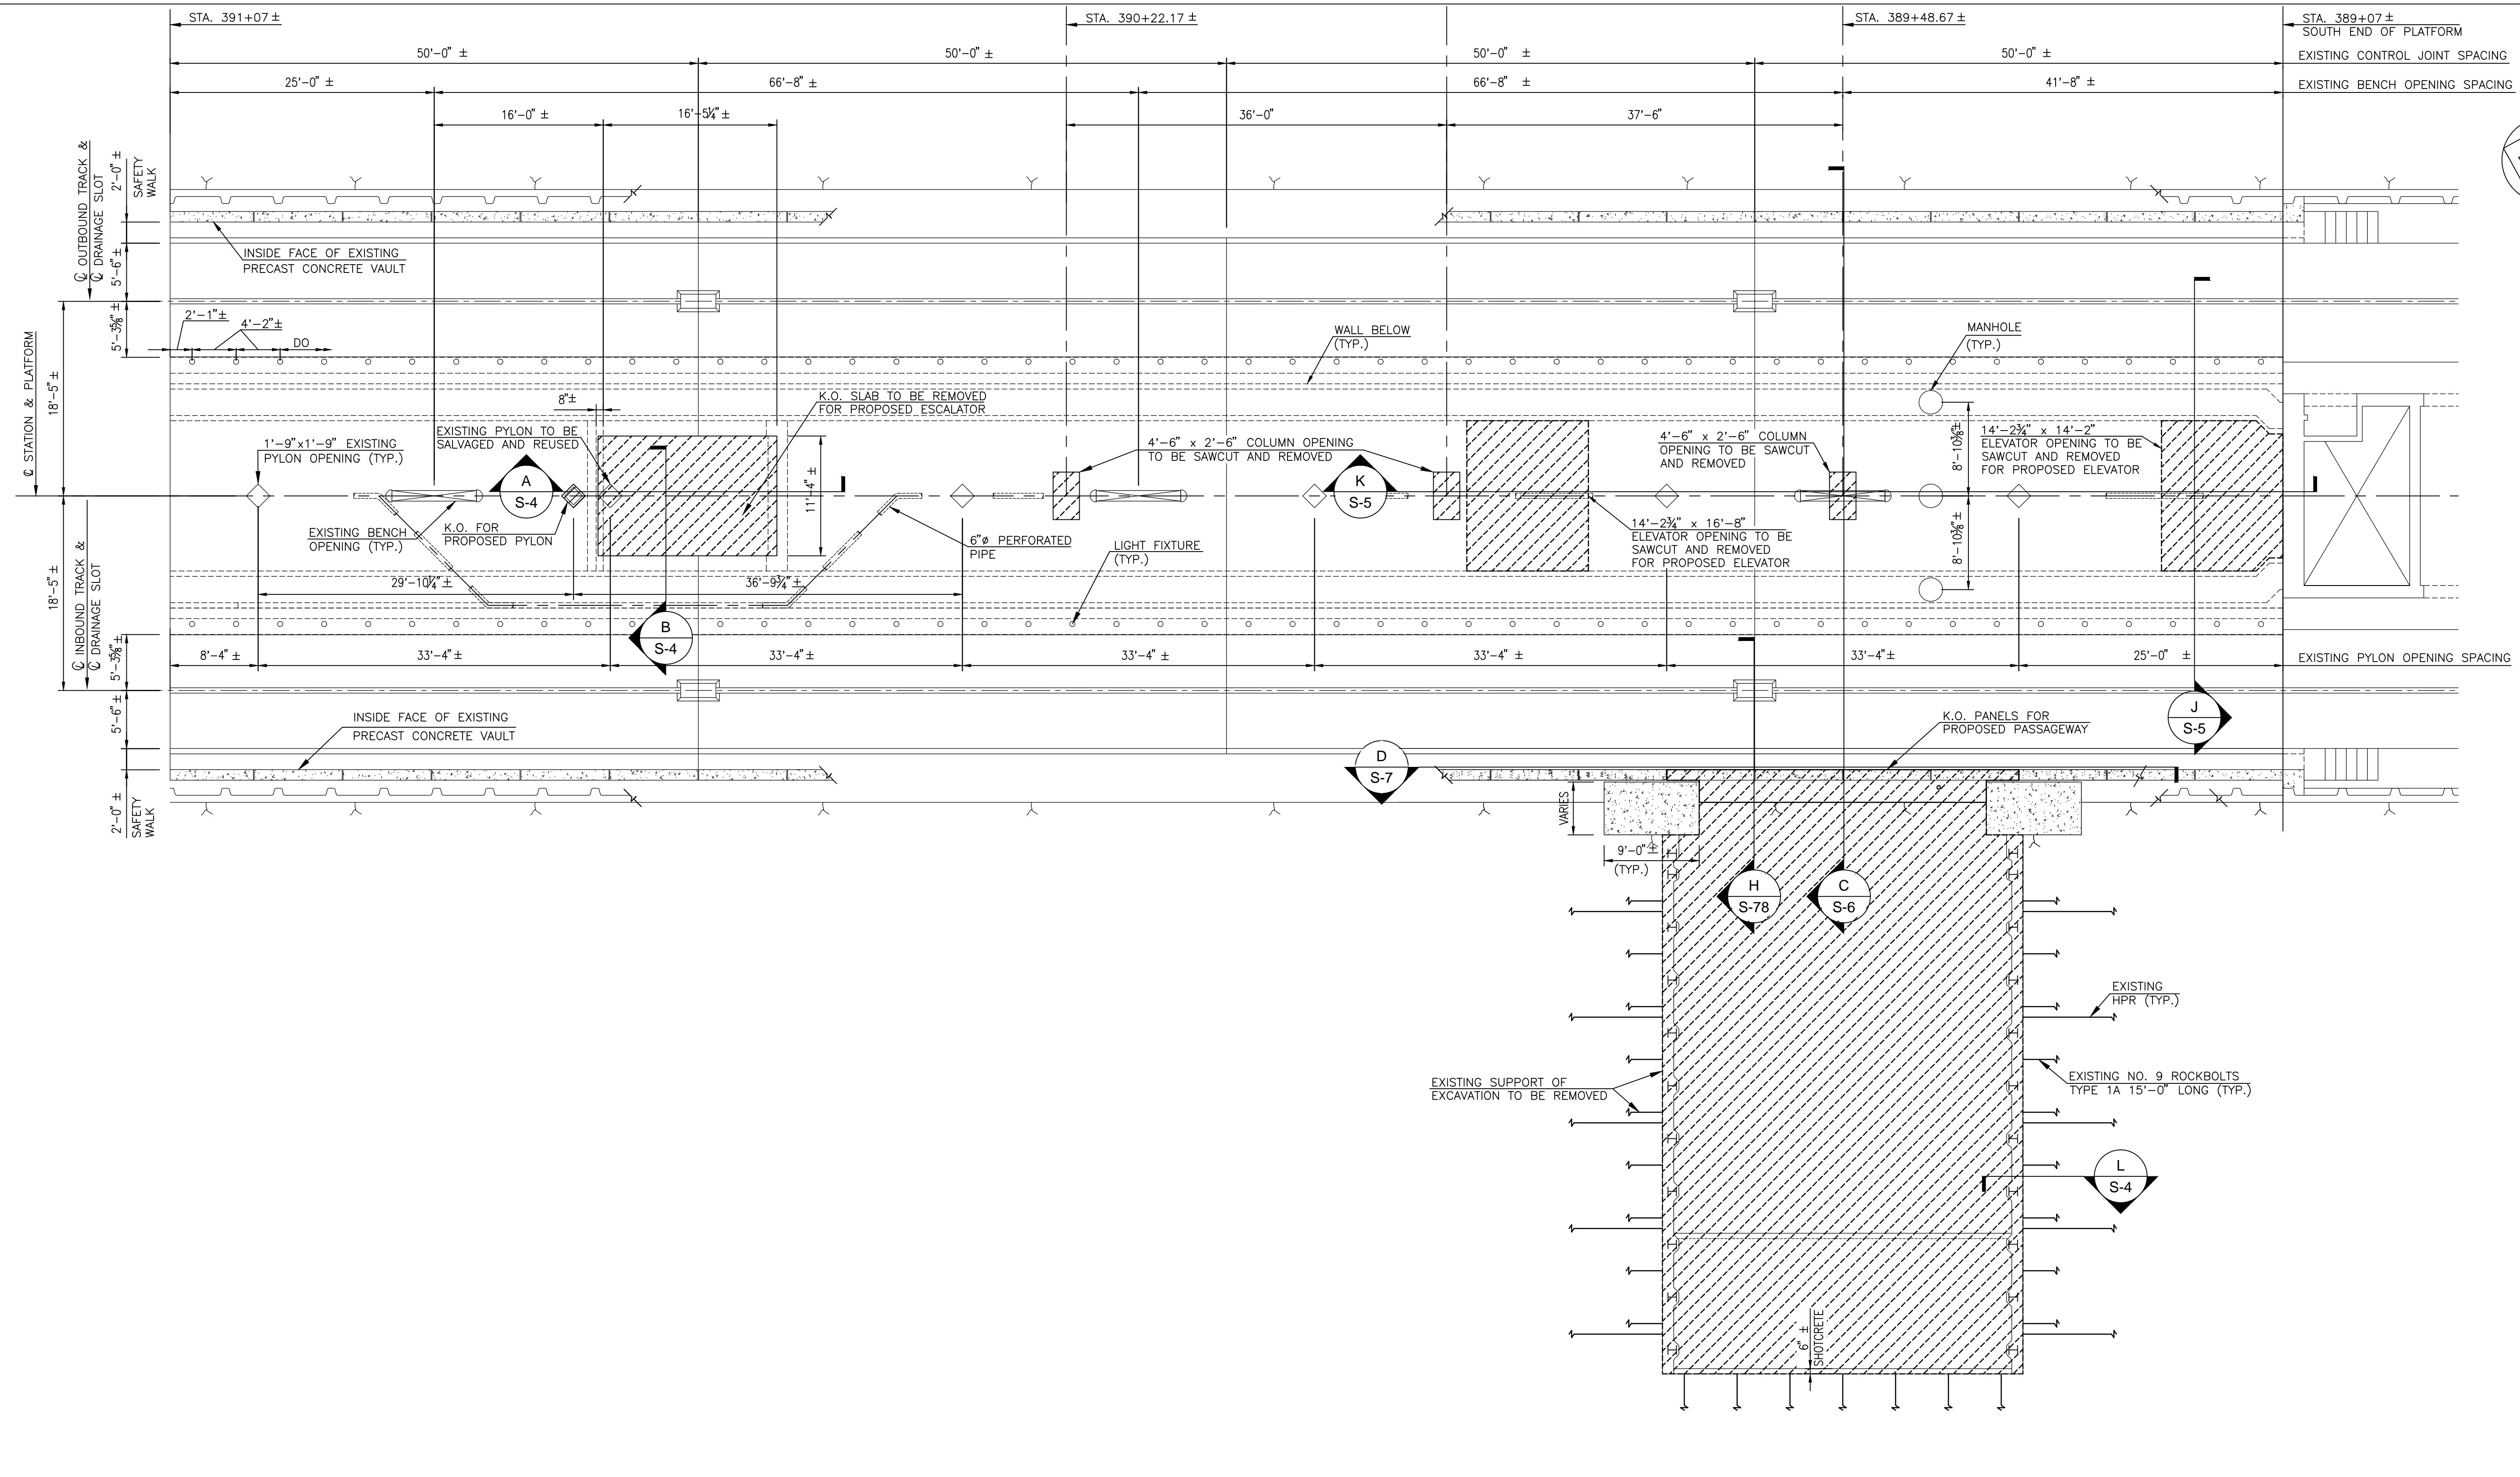 STA. 391+07 ±
STA. 390+22.17 ±
STA. 389+48.67 ±
STA. 389+07 ±
SOUTH END OF PLATFORM
50'-0" ±
50'-0" ±
50'-0" ±
50'-0" ±
EXISTING CONTROL JOINT SPACING
25'-0" ±
66'-8" ±
66'-8" ±
41'-8" ±
EXISTING BENCH OPENING SPACING
16'-0" ±
16'-5¼" ±
36'-0"
37'-6"
℄ OUTBOUND TRACK &
℄ DRAINAGE SLOT
2'-0" ±
SAFETY
WALK
5'-6" ±
INSIDE FACE OF EXISTING
PRECAST CONCRETE VAULT
5'-3⅝" ±
2'-1"±
4'-2"±
DO
WALL BELOW
(TYP.)
MANHOLE
(TYP.)
℄ STATION & PLATFORM
18'-5" ±
8"±
K.O. SLAB TO BE REMOVED
FOR PROPOSED ESCALATOR
1'-9"x1'-9" EXISTING
PYLON OPENING (TYP.)
EXISTING PYLON TO BE
SALVAGED AND REUSED
4'-6" x 2'-6" COLUMN OPENING
TO BE SAWCUT AND REMOVED
4'-6" x 2'-6" COLUMN
OPENING TO BE SAWCUT
AND REMOVED
8'-10⅜"±
14'-2¾" x 14'-2"
ELEVATOR OPENING TO BE
SAWCUT AND REMOVED
FOR PROPOSED ELEVATOR
A
S-4
K
S-5
11'-4" ±
EXISTING BENCH
OPENING (TYP.)
K.O. FOR
PROPOSED PYLON
6"ø PERFORATED
PIPE
LIGHT FIXTURE
(TYP.)
14'-2¾" x 16'-8"
ELEVATOR OPENING TO BE
SAWCUT AND REMOVED
FOR PROPOSED ELEVATOR
8'-10⅜"±
18'-5" ±
℄ INBOUND TRACK &
℄ DRAINAGE SLOT
29'-10¼" ±
36'-9¾" ±
B
S-4
5'-3⅝" ±
8'-4" ±
33'-4" ±
33'-4" ±
33'-4" ±
33'-4" ±
33'-4"±
25'-0" ±
EXISTING PYLON OPENING SPACING
5'-6" ±
INSIDE FACE OF EXISTING
PRECAST CONCRETE VAULT
K.O. PANELS FOR
PROPOSED PASSAGEWAY
J
S-5
D
S-7
2'-0" ±
SAFETY
WALK
VARIES
9'-0" ±
(TYP.)
H
S-78
C
S-6
EXISTING
HPR (TYP.)
EXISTING SUPPORT OF
EXCAVATION TO BE REMOVED
EXISTING NO. 9 ROCKBOLTS
TYPE 1A 15'-0" LONG (TYP.)
L
S-4
6" ±
SHOTCRETE